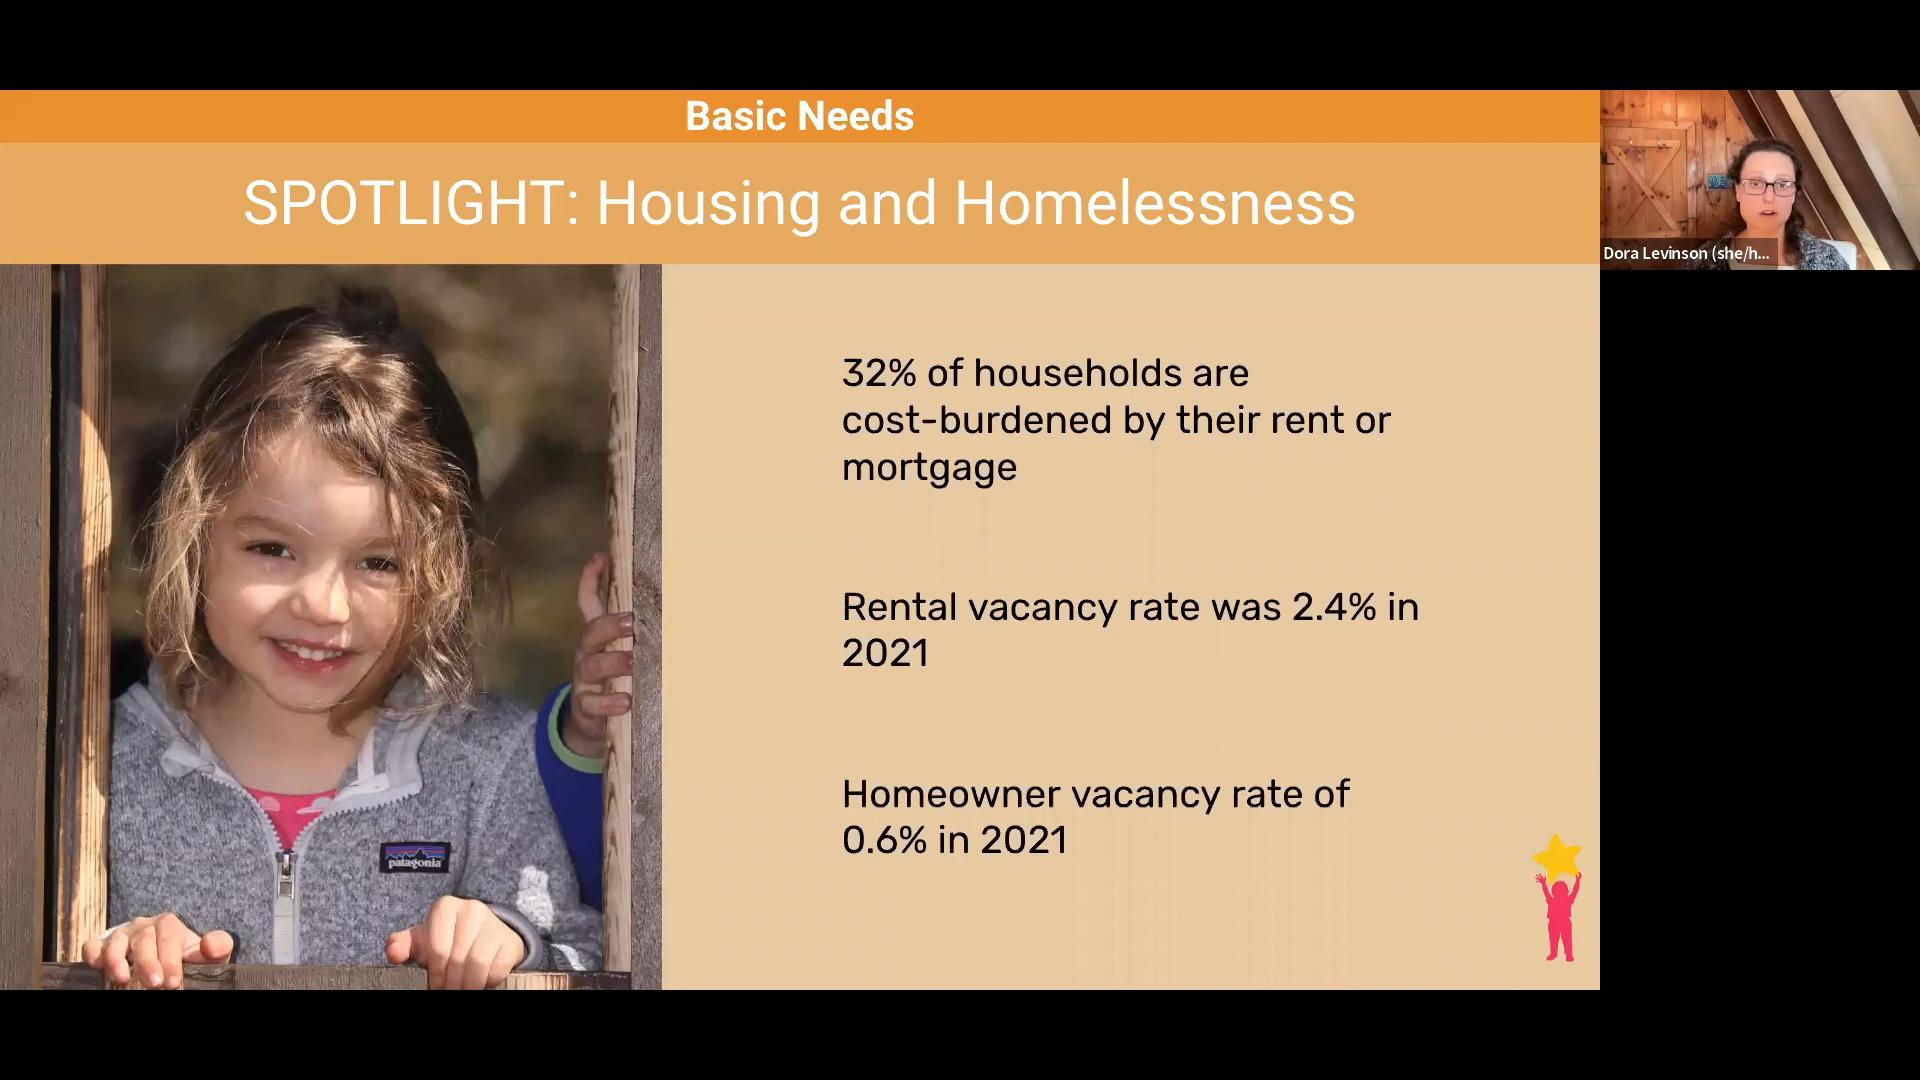 Basic Needs
SPOTLIGHT: Housing and Homelessness
Dora Levinson (she/h...
32% of households are
cost-burdened by their rent or
mortgage
Rental vacancy rate was 2.4% in
2021
Homeowner vacancy rate of
0.6% in 2021
patagonia